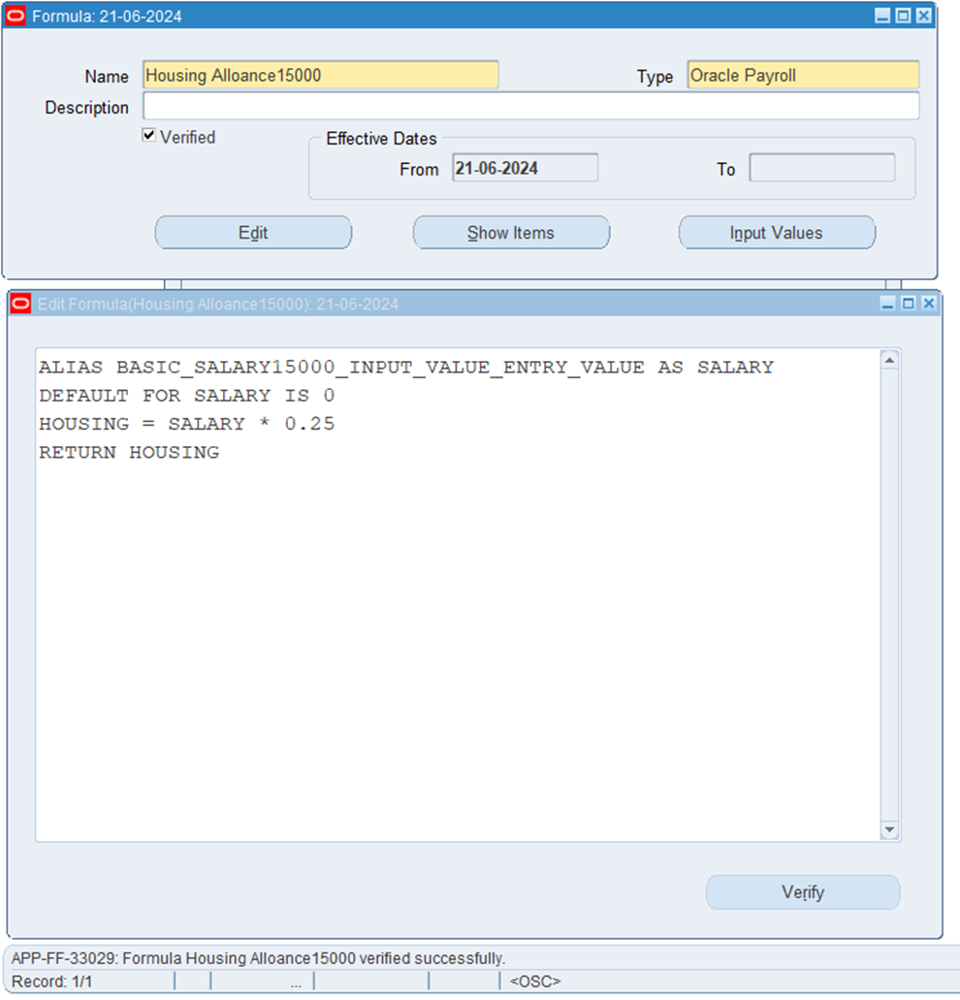 Formula: 21-06-2024
Name Housing Alloance15000 Type Oracle Payroll
Description
Verified
Effective Dates
From 21-06-2024 To
Edit Show Items Input Values
Edit Formula(Housing Alloance15000): 21-06-2024
ALIAS BASIC_SALARY15000_INPUT_VALUE_ENTRY_VALUE AS SALARY
DEFAULT FOR SALARY IS 0
HOUSING = SALARY * 0.25
RETURN HOUSING
Verify
APP-FF-33029: Formula Housing Alloance15000 verified successfully.
Record: 1/1 ... <OSC>